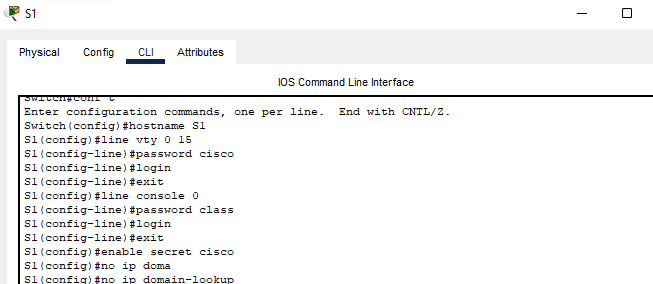 S1
Physical Config CLI Attributes
IOS Command Line Interface
Switch#conf t
Enter configuration commands, one per line. End with CNTL/Z.
Switch(config)#hostname S1
S1(config)#line vty 0 15
S1(config-line)#password cisco
S1(config-line)#login
S1(config-line)#exit
S1(config)#line console 0
S1(config-line)#password class
S1(config-line)#login
S1(config-line)#exit
S1(config)#enable secret cisco
S1(config)#no ip doma
S1(config)#no ip domain-lookup